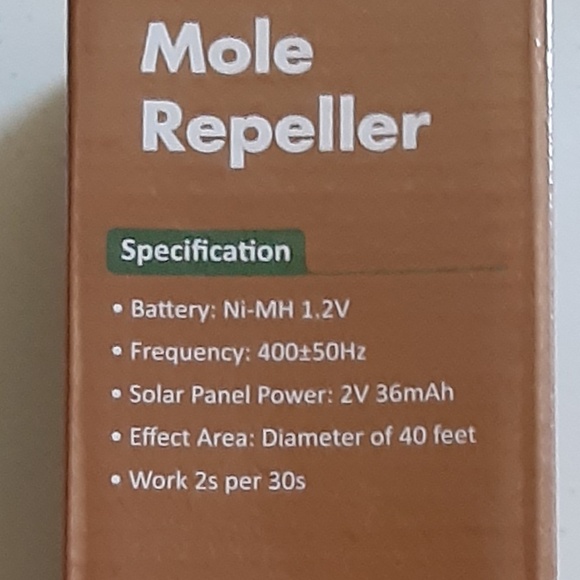 Mole
Repeller
Specification
• Battery: Ni-MH 1.2V
• Frequency: 400±50Hz
• Solar Panel Power: 2V 36mAh
• Effect Area: Diameter of 40 feet
• Work 2s per 30s